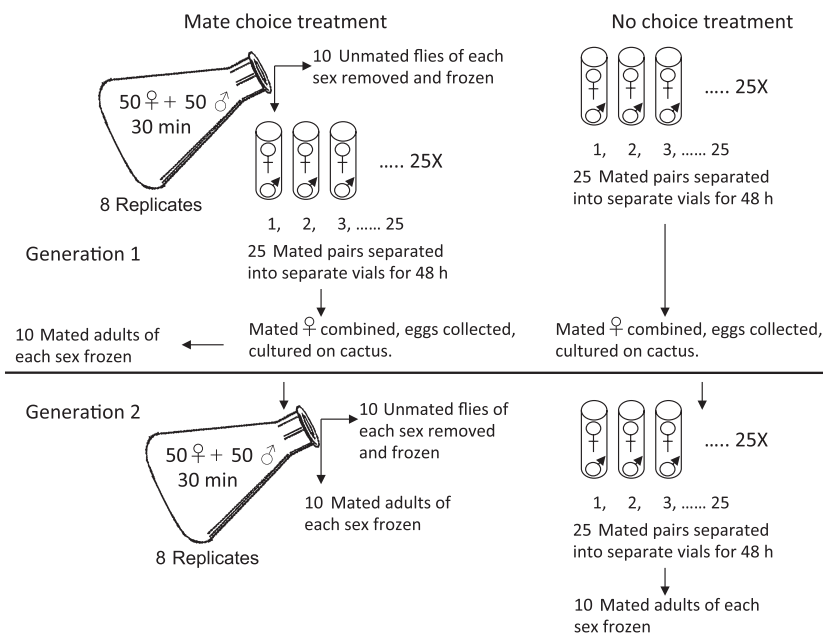 Mate choice treatment
No choice treatment
10 Unmated flies of each
sex removed and frozen
50♀ + 50 ♂
30 min
8 Replicates
..... 25X
1, 2, 3, ...... 25
25 Mated pairs separated
into separate vials for 48 h
..... 25X
1, 2, 3, ...... 25
25 Mated pairs separated
into separate vials for 48 h
Generation 1
10 Mated adults of
each sex frozen
Mated ♀ combined, eggs collected,
cultured on cactus.
Mated ♀ combined, eggs collected,
cultured on cactus.
Generation 2
50♀ + 50 ♂
30 min
8 Replicates
10 Unmated flies of
each sex removed
and frozen
10 Mated adults of
each sex frozen
..... 25X
1, 2, 3, ...... 25
25 Mated pairs separated
into separate vials for 48 h
10 Mated adults of each
sex frozen